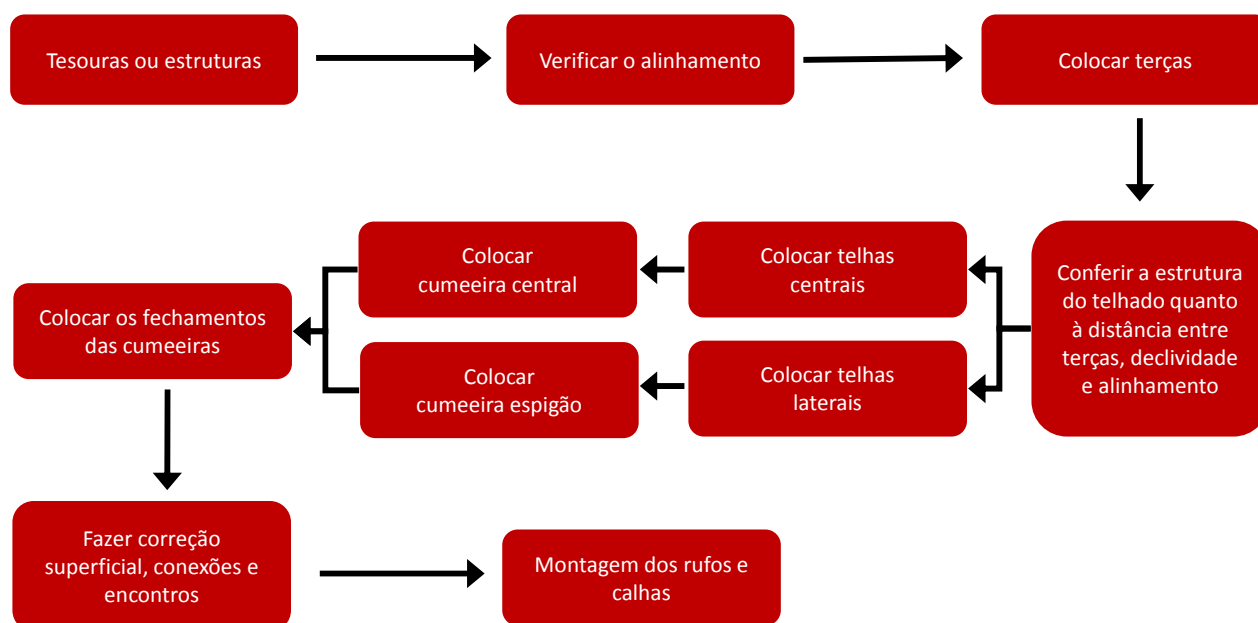 Tesouras ou estruturas
Verificar o alinhamento
Colocar terças
Conferir a estrutura
do telhado quanto
à distância entre
terças, declividade
e alinhamento
Colocar telhas
centrais
Colocar
cumeeira central
Colocar telhas
laterais
Colocar
cumeeira espigão
Colocar os fechamentos
das cumeeiras
Fazer correção
superficial, conexões e
encontros
Montagem dos rufos e
calhas